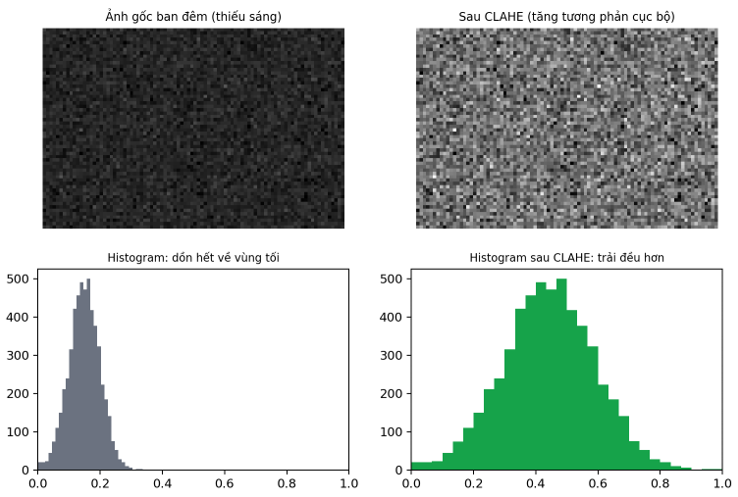 Ảnh gốc ban đêm (thiếu sáng)
Sau CLAHE (tăng tương phản cục bộ)
Histogram: dồn hết về vùng tối
500
400
300
200
100
0
0.0 0.2 0.4 0.6 0.8 1.0
Histogram sau CLAHE: trải đều hơn
500
400
300
200
100
0
0.0 0.2 0.4 0.6 0.8 1.0